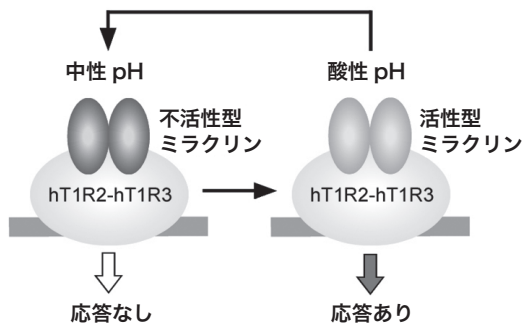 中性 pH
酸性 pH
不活性型
ミラクリン
活性型
ミラクリン
hT1R2-hT1R3
hT1R2-hT1R3
応答なし
応答あり